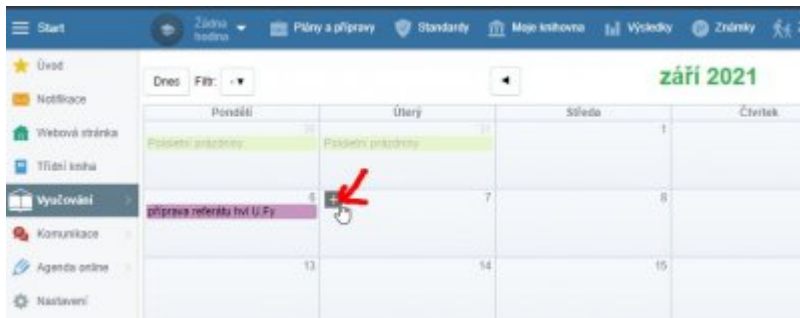 Start
Žádná
hodina
Plány a přípravy
Standardy
Moje knihovna
Výsledky
Známky
Úvod
Notifikace
Webová stránka
Třídní kniha
Vyučování
Komunikace
Agenda online
Nastavení
Dnes Filtr: -
září 2021
Pondělí Úterý Středa Čtvrtek
30 31 1
Pololetní prázdniny Pololetní prázdniny
6 + 7 8
příprava referátu hvl U.Fy
13 14 15